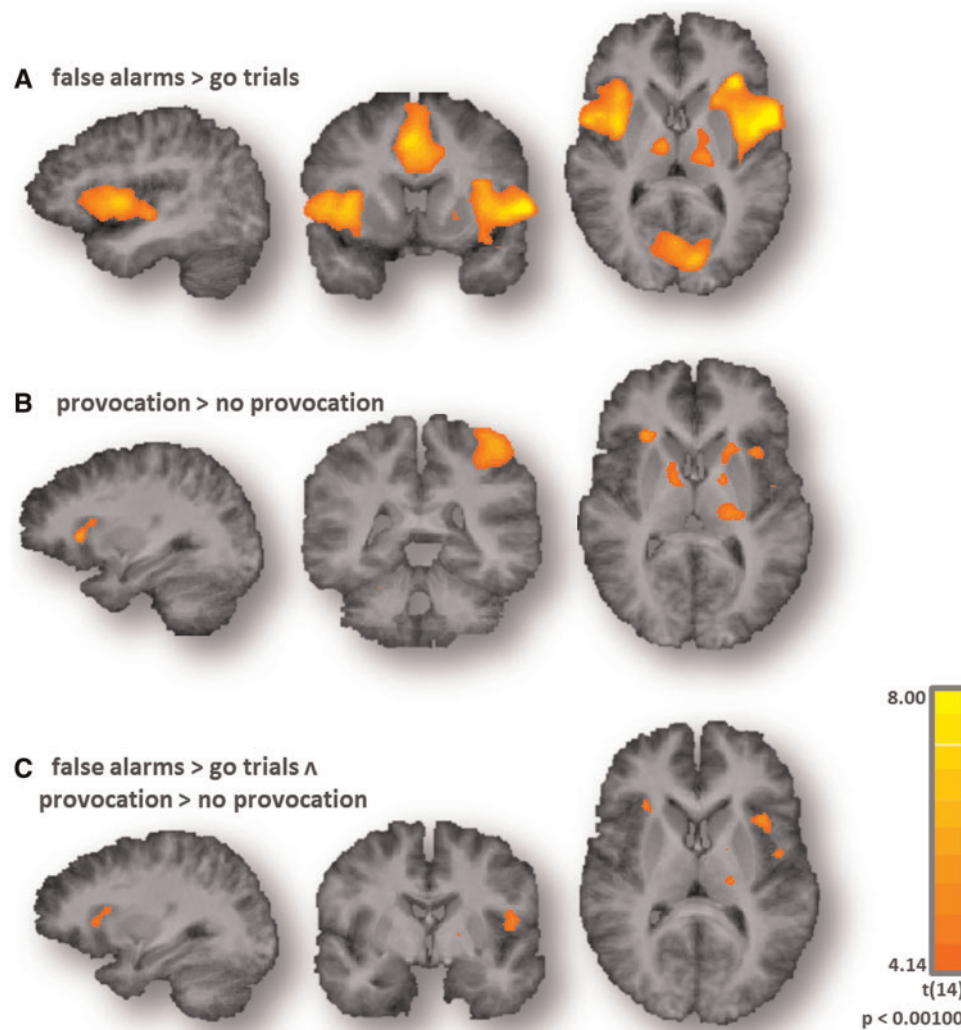 A false alarms > go trials
B provocation > no provocation
C false alarms > go trials ∧
provocation > no provocation
8.00
4.14
t(14)
p < 0.00100